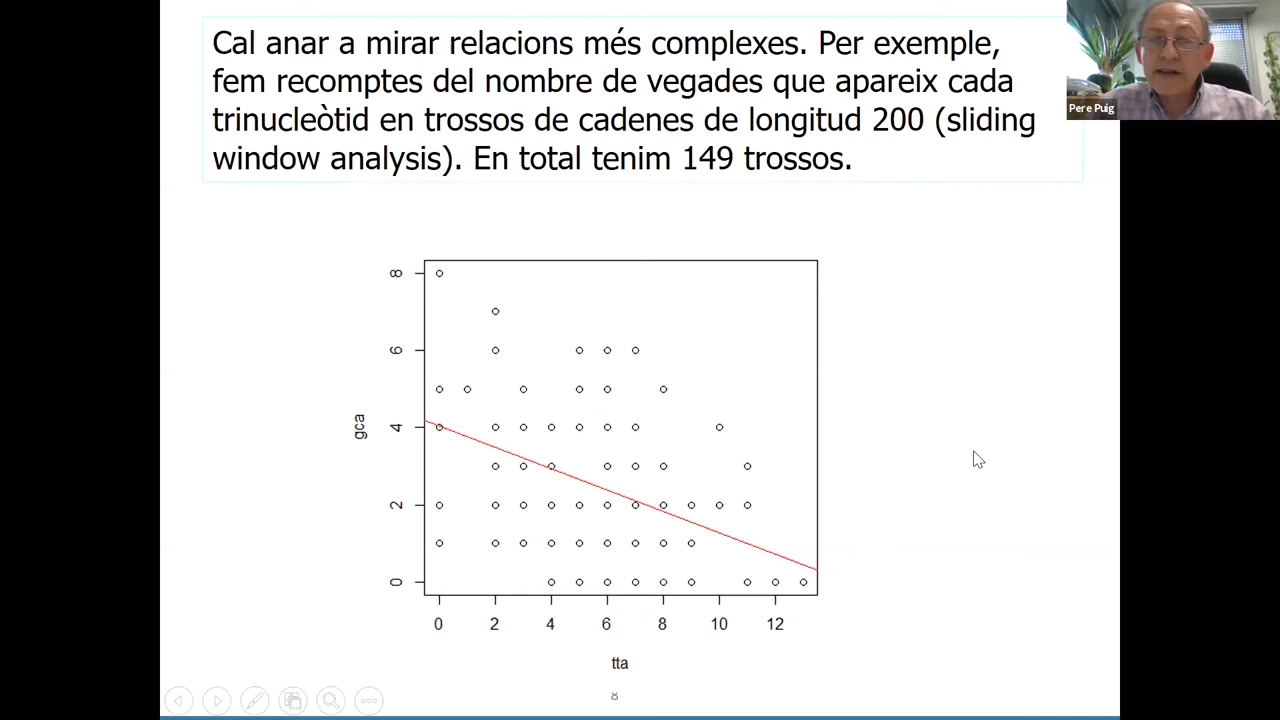 Cal anar a mirar relacions més complexes. Per exemple,
fem recomptes del nombre de vegades que apareix cada
trinucleòtid en trossos de cadenes de longitud 200 (sliding
window analysis). En total tenim 149 trossos.
Pere Puig
8
6
4
2
0
gca
0 2 4 6 8 10 12
tta
8